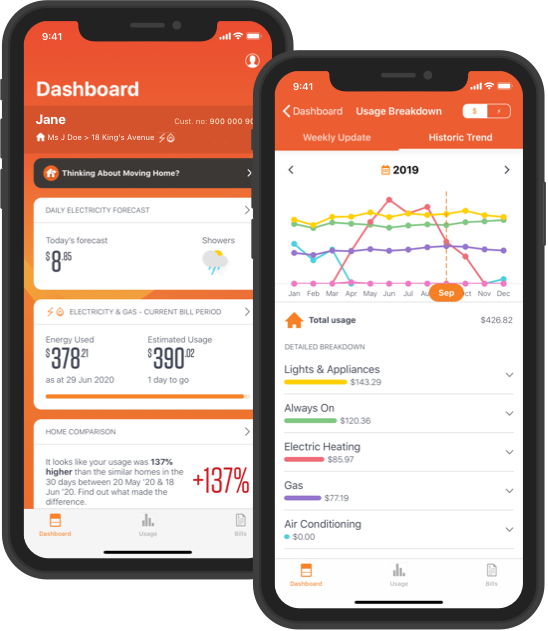 9:41
Dashboard
Jane
Cust. no: 900 000 90
Ms J Doe > 18 King's Avenue
Thinking About Moving Home?
DAILY ELECTRICITY FORECAST
Today's forecast
Showers
$8.85
ELECTRICITY & GAS - CURRENT BILL PERIOD
Energy Used
Estimated Usage
$378.21
$390.02
as at 29 Jun 2020
1 day to go
HOME COMPARISON
It looks like your usage was 137%
higher than the similar homes in the
30 days between 20 May '20 & 18
Jun '20. Find out what made the
difference.
+137%
Dashboard
Usage
Bills
9:41
Dashboard
Usage Breakdown
$
Weekly Update
Historic Trend
2019
Jan Feb Mar Apr May Jun Jul Au Sep ct Nov Dec
Total usage
$426.82
DETAILED BREAKDOWN
Lights & Appliances
$143.29
Always On
$120.36
Electric Heating
$85.97
Gas
$77.19
Air Conditioning
$0.00
Dashboard
Usage
Bills